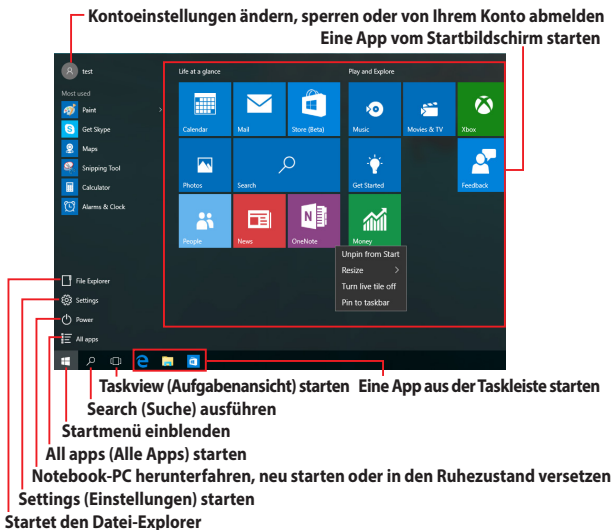 Kontoeinstellungen ändern, sperren oder von Ihrem Konto abmelden
Eine App vom Startbildschirm starten
test
Most used
Paint
Get Skype
Maps
Snipping Tool
Calculator
Alarms & Clock
File Explorer
Settings
Power
All apps
Life at a glance
Play and Explore
Calendar
Mail
Store (Beta)
Music
Movies & TV
Xbox
Photos
Search
Get Started
Feedback
People
News
OneNote
Money
Unpin from Start
Resize
Turn live tile off
Pin to taskbar
Taskview (Aufgabenansicht) starten
Eine App aus der Taskleiste starten
Search (Suche) ausführen
Startmenü einblenden
All apps (Alle Apps) starten
Notebook-PC herunterfahren, neu starten oder in den Ruhezustand versetzen
Settings (Einstellungen) starten
Startet den Datei-Explorer